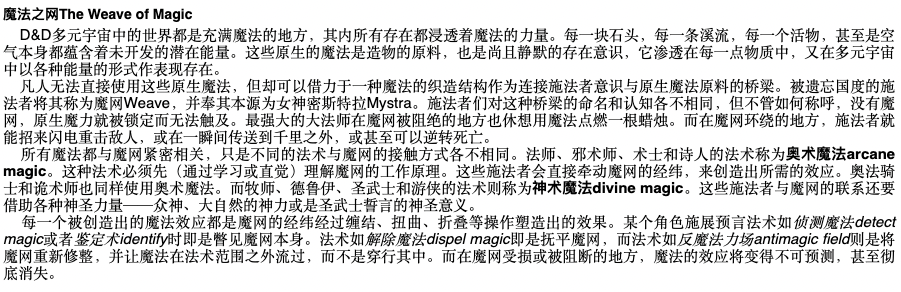 魔法之网The Weave of Magic
D&D多元宇宙中的世界都是充满魔法的地方，其内所有存在都浸透着魔法的力量。每一块石头，每一条溪流，每一个活物，甚至是空
气本身都蕴含着未开发的潜在能量。这些原生的魔法是造物的原料，也是尚且静默的存在意识，它渗透在每一点物质中，又在多元宇宙
中以各种能量的形式作表现存在。
凡人无法直接使用这些原生魔法，但却可以借力于一种魔法的织造结构作为连接施法者意识与原生魔法原料的桥梁。被遗忘国度的施
法者将其称为魔网Weave，并奉其本源为女神密斯特拉Mystra。施法者们对这种桥梁的命名和认知各不相同，但不管如何称呼，没有魔
网，原生魔力就被锁定而无法触及。最强大的大法师在魔网被阻绝的地方也休想用魔法点燃一根蜡烛。而在魔网环绕的地方，施法者就
能招来闪电重击敌人，或在一瞬间传送到千里之外，或甚至可以逆转死亡。
所有魔法都与魔网紧密相关，只是不同的法术与魔网的接触方式各不相同。法师、邪术师、术士和诗人的法术称为奥术魔法arcane
magic。这种法术必须先（通过学习或直觉）理解魔网的工作原理。这些施法者会直接牵动魔网的经纬，来创造出所需的效应。奥法骑
士和诡术师也同样使用奥术魔法。而牧师、德鲁伊、圣武士和游侠的法术则称为神术魔法divine magic。这些施法者与魔网的联系还要
借助各种神圣力量——众神、大自然的神力或是圣武士誓言的神圣意义。
每一个被创造出的魔法效应都是魔网的经纬经过缠结、扭曲、折叠等操作塑造出的效果。某个角色施展预言法术如侦测魔法detect
magic或者鉴定术identify时即是瞥见魔网本身。法术如解除魔法dispel magic即是抚平魔网，而法术如反魔法力场antimagic field则是将
魔网重新修整，并让魔法在法术范围之外流过，而不是穿行其中。而在魔网受损或被阻断的地方，魔法的效应将变得不可预测，甚至彻
底消失。